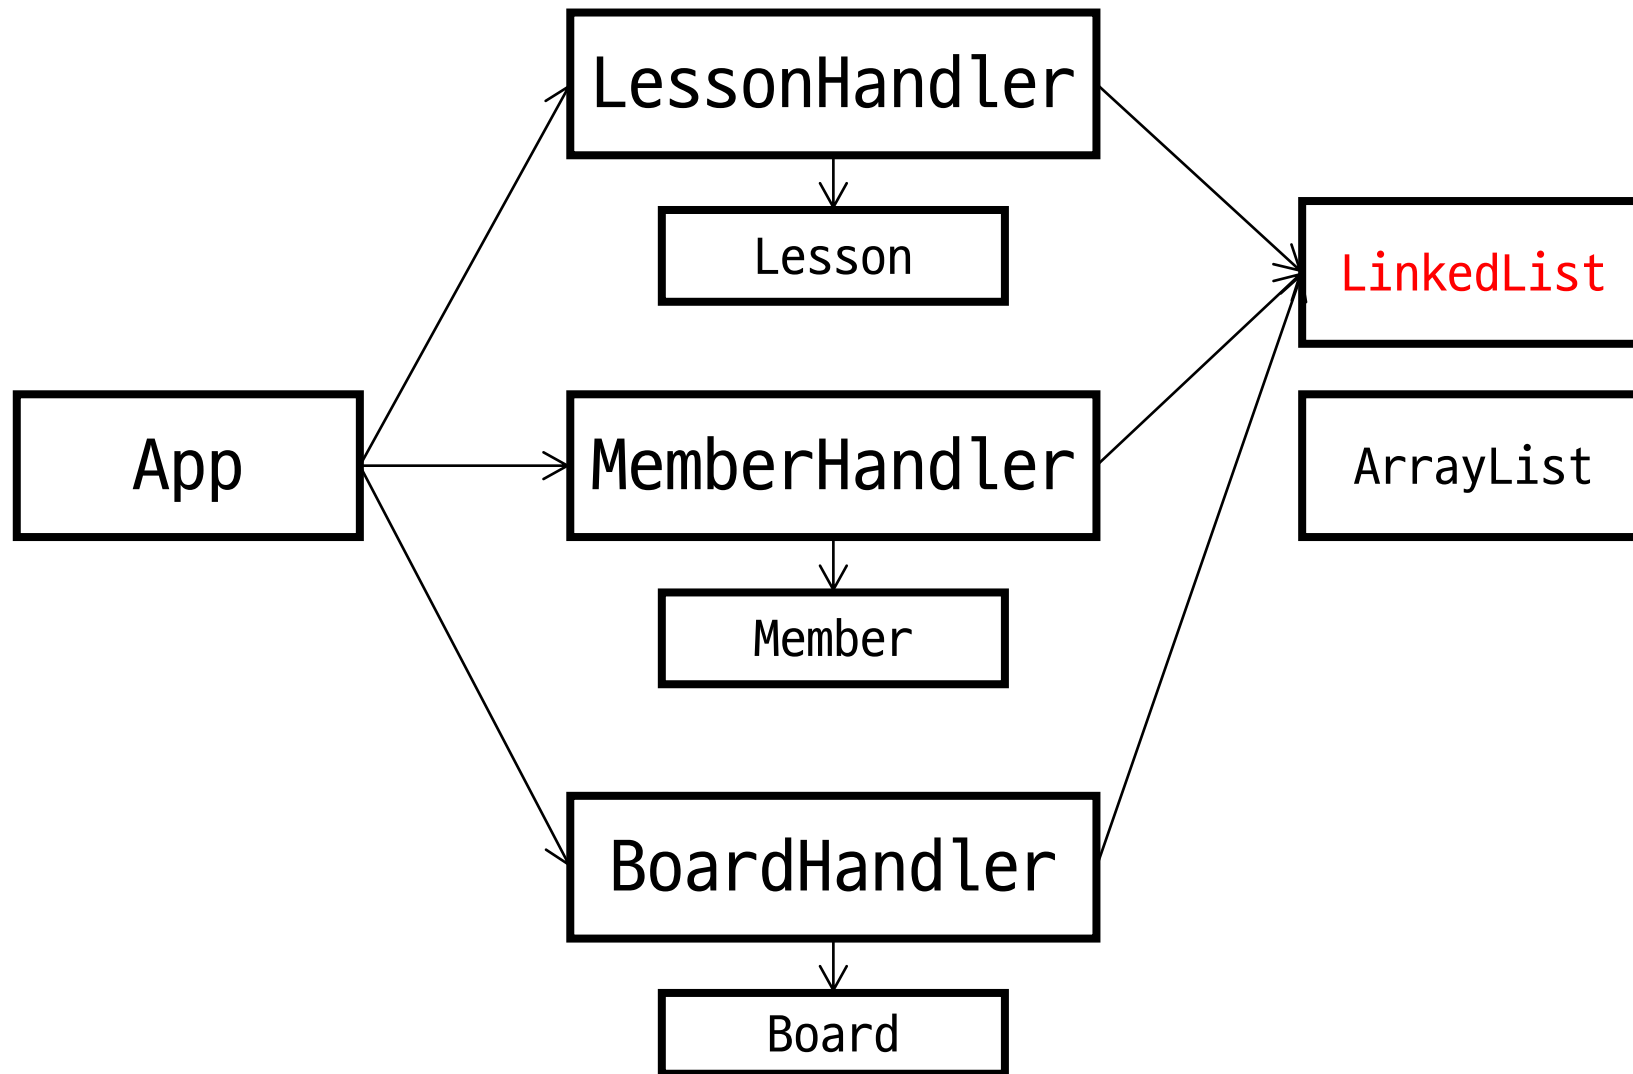 LessonHandler
Lesson
LinkedList
App
MemberHandler
ArrayList
Member
BoardHandler
Board